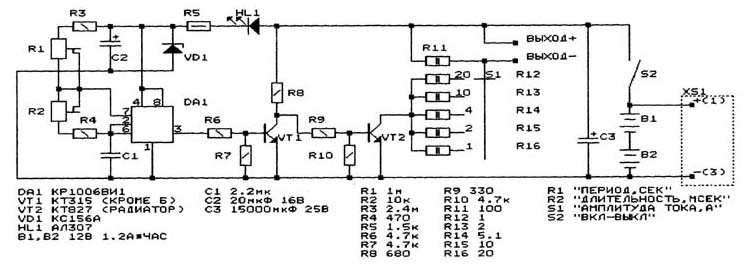 R3 R5 HL1
ВЫХОД+
R1 C2 VD1 R11 ВЫХОД-
20 S1 R12 S2 XS1
R2 4 8 DA1 R8 10 R13 +(1)
7 2 6 R9 4 R14
R4 3 R6 VT1 VT2 2 R15 C3 B1
C1 1 R7 R10 1 R16 B2
-(3)
DA1 КР1006ВИ1 C1 2.2мк R1 1м R9 330 R1 "ПЕРИОД,СЕК"
VT1 КТ315 (КРОМЕ Б) C2 20мкФ 16В R2 10к R10 4.7к R2 "ДЛИТЕЛЬНОСТЬ,МСЕК"
VT2 КТ827 (РАДИАТОР) C3 15000мкФ 25В R3 2.4м R11 100 S1 "АМПЛИТУДА ТОКА,А"
VD1 КС156А R4 470 R12 1 S2 "ВКЛ-ВЫКЛ"
HL1 АЛ307 R5 1.5к R13 2
B1,B2 12В 1.2А*ЧАС R6 4.7к R14 5.1
R7 4.7к R15 10
R8 680 R16 20